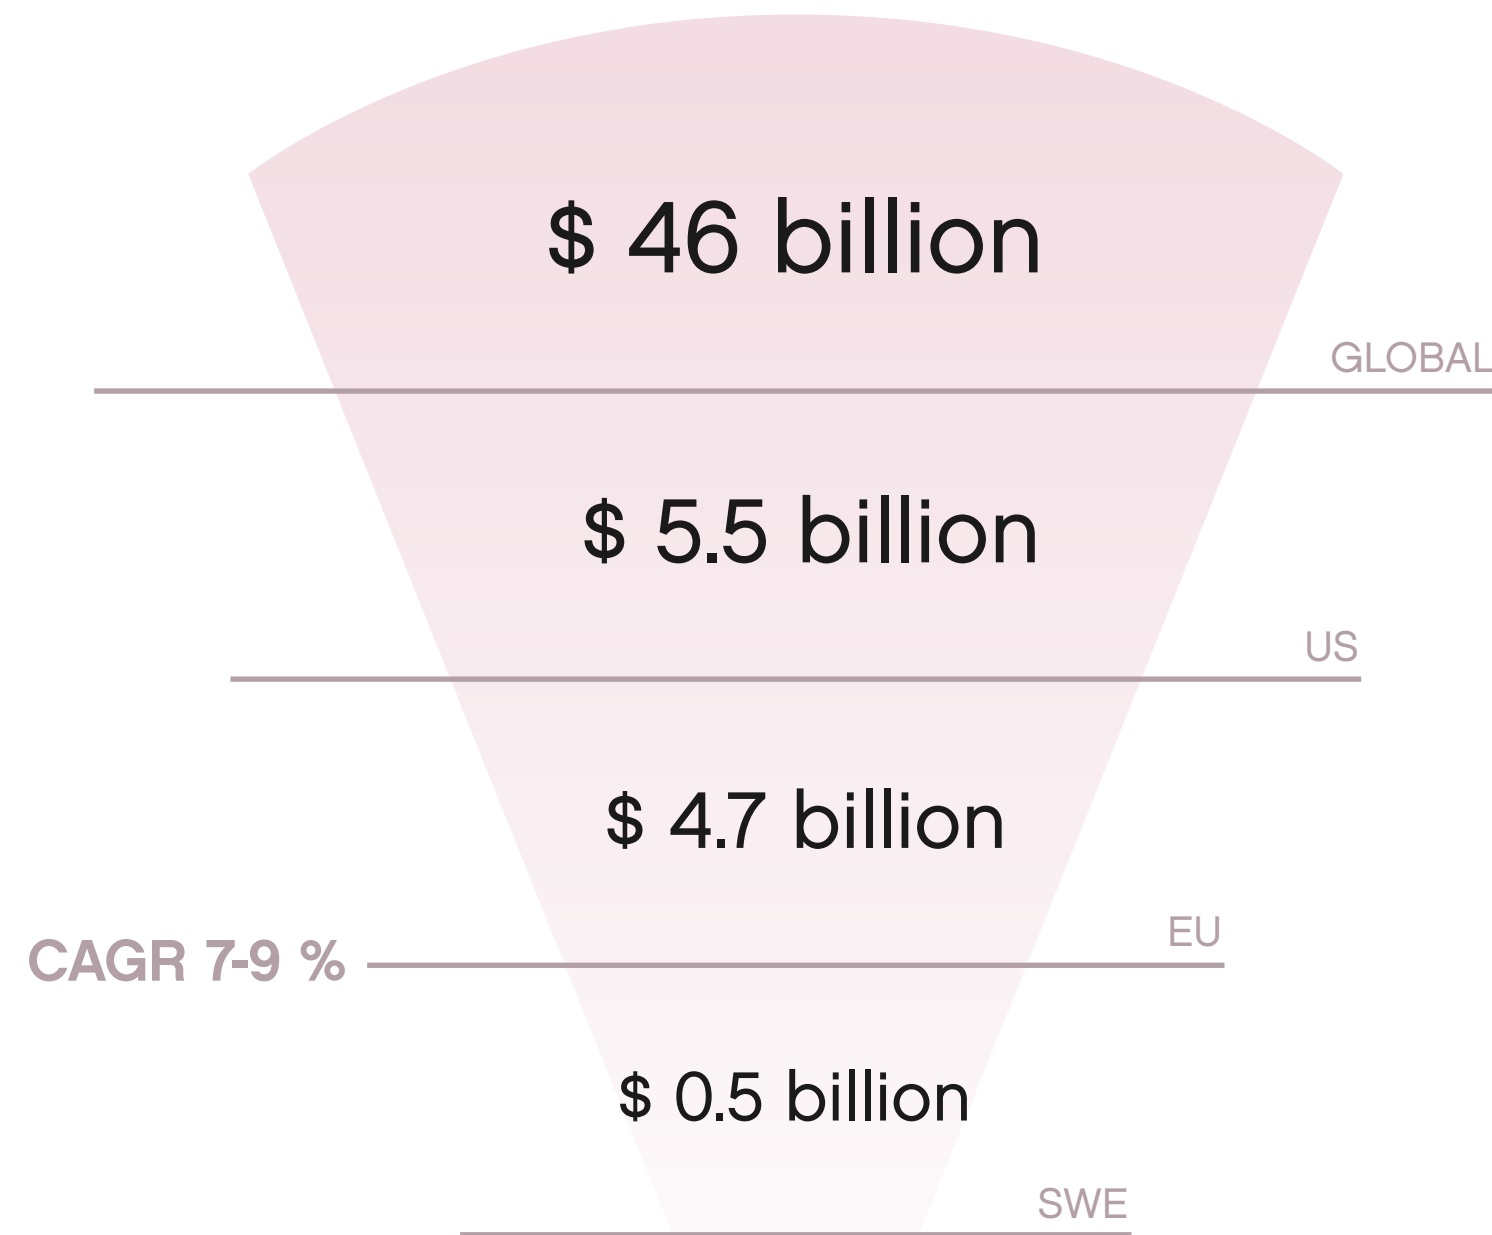 $ 46 billion
GLOBAL
$ 5.5 billion
US
$ 4.7 billion
EU
CAGR 7-9 %
$ 0.5 billion
SWE